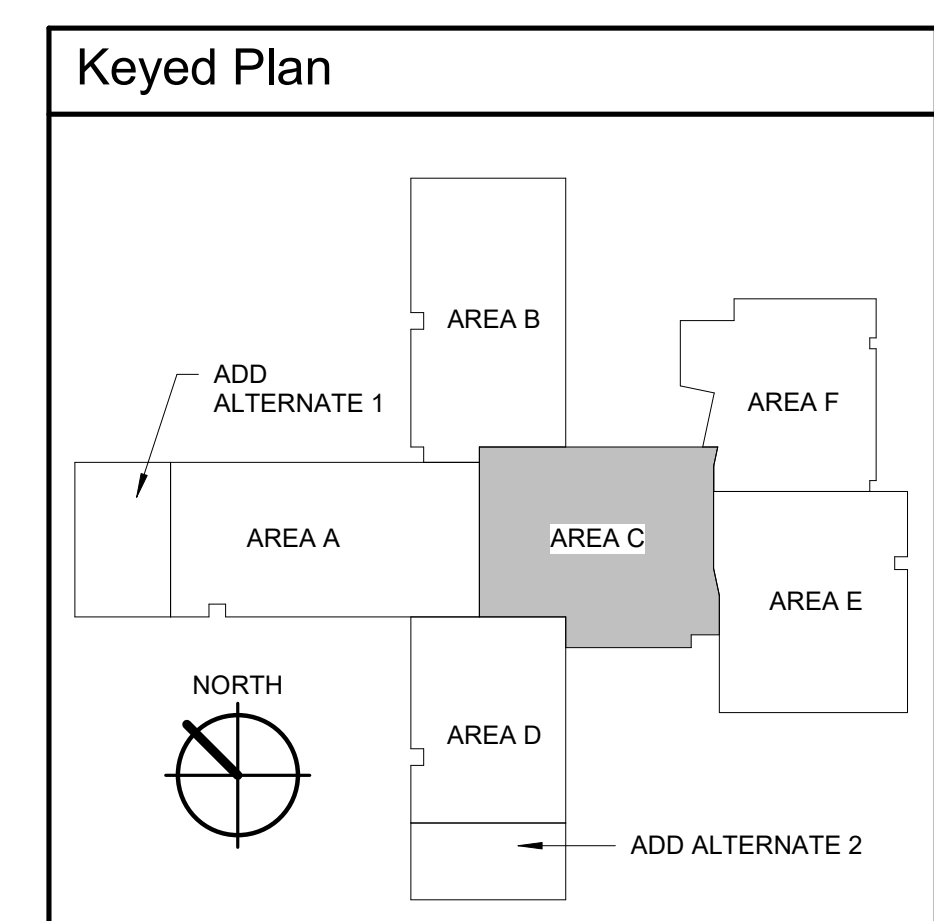 Keyed Plan
AREA B
ADD
ALTERNATE 1
AREA F
AREA A
AREA C
AREA E
NORTH
AREA D
ADD ALTERNATE 2